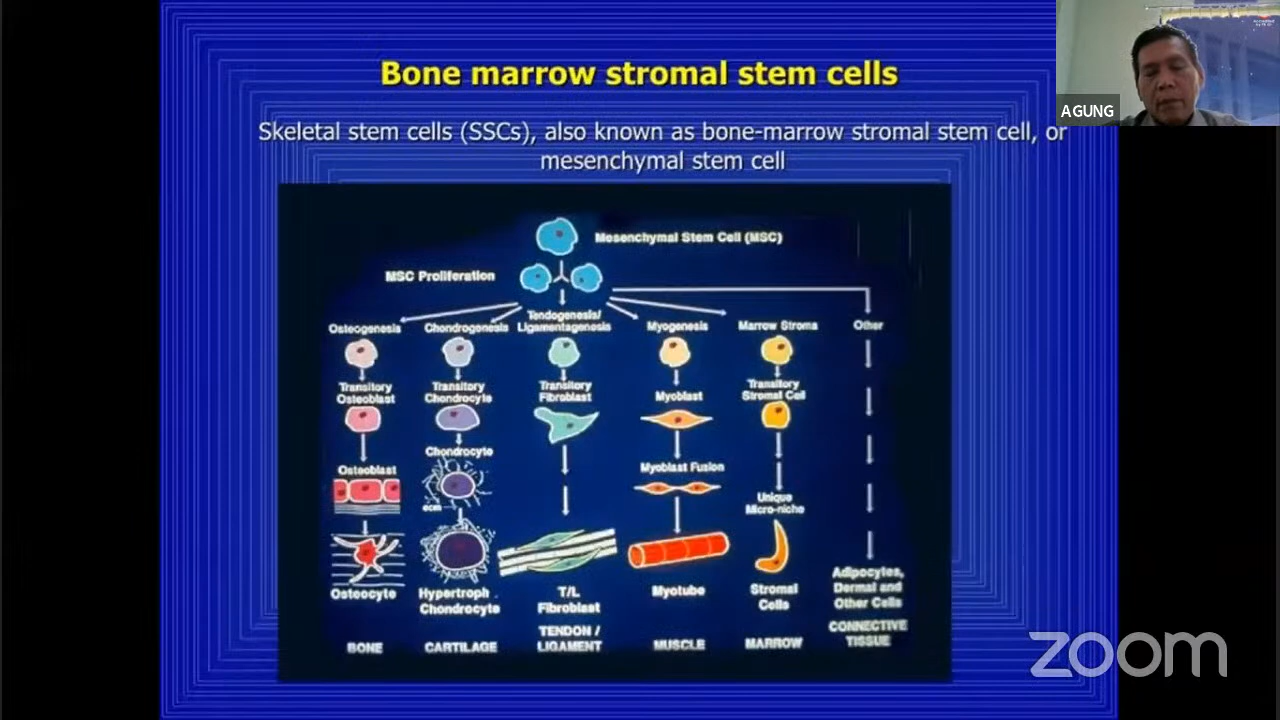 Bone marrow stromal stem cells
AGUNG
Skeletal stem cells (SSCs), also known as bone-marrow stromal stem cell, or
mesenchymal stem cell
Mesenchymal Stem Cell (MSC)
MSC Proliferation
Osteogenesis
Chondrogenesis
Tendogenesis/
Ligamentagenesis
Myogenesis
Marrow Stroma
Other
Transitory
Osteoblast
Transitory
Chondrocyte
Transitory
Fibroblast
Myoblast
Transitory
Stromal Cell
Chondrocyte
Osteoblast
Myoblast Fusion
ecm
Unique
Micro-niche
Osteocyte
Hypertroph.
Chondrocyte
T/L
Fibroblast
Myotube
Stromal
Cells
Adipocytes,
Dermal and
Other Cells
BONE
CARTILAGE
TENDON /
LIGAMENT
MUSCLE
MARROW
CONNECTIVE
TISSUE
zoom